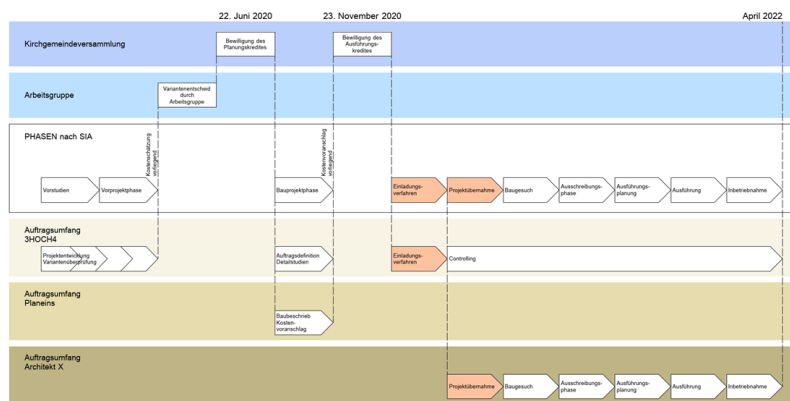 22. Juni 2020
23. November 2020
April 2022
Kirchgemeindeversammlung
Bewilligung des
Planungskredites
Bewilligung des
Ausführungs-
kredites
Arbeitsgruppe
Variantenentscheid
durch
Arbeitsgruppe
PHASEN nach SIA
Kostenschätzung
vorliegend
Kostenvoranschlag
vorliegend
Vorstudien
Vorprojektphase
Bauprojektphase
Einladungs-
verfahren
Projektübernahme
Baugesuch
Ausschreibungs-
phase
Ausführungs-
planung
Ausführung
Inbetriebnahme
Auftragsumfang
3HOCH4
Projektentwicklung
Variantenüberprüfung
Auftragsdefinition
Detailstudien
Einladungs-
verfahren
Controlling
Auftragsumfang
Planeins
Baubeschrieb
Kosten-
voranschlag
Auftragsumfang
Architekt X
Projektübernahme
Baugesuch
Ausschreibungs-
phase
Ausführungs-
planung
Ausführung
Inbetriebnahme